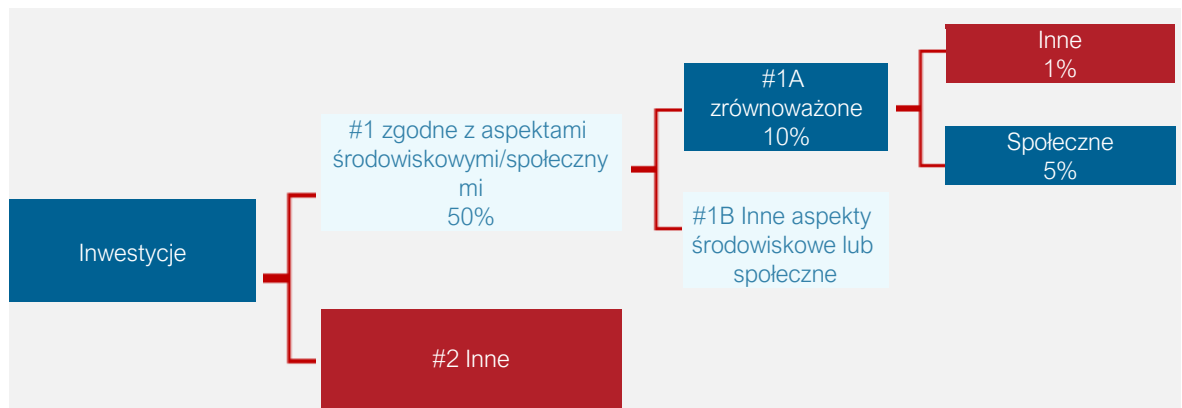 Inwestycje
#1 zgodne z aspektami
środowiskowymi/społeczny
mi
50%
#2 Inne
#1A
zrównoważone
10%
#1B Inne aspekty
środowiskowe lub
społeczne
Inne
1%
Społeczne
5%